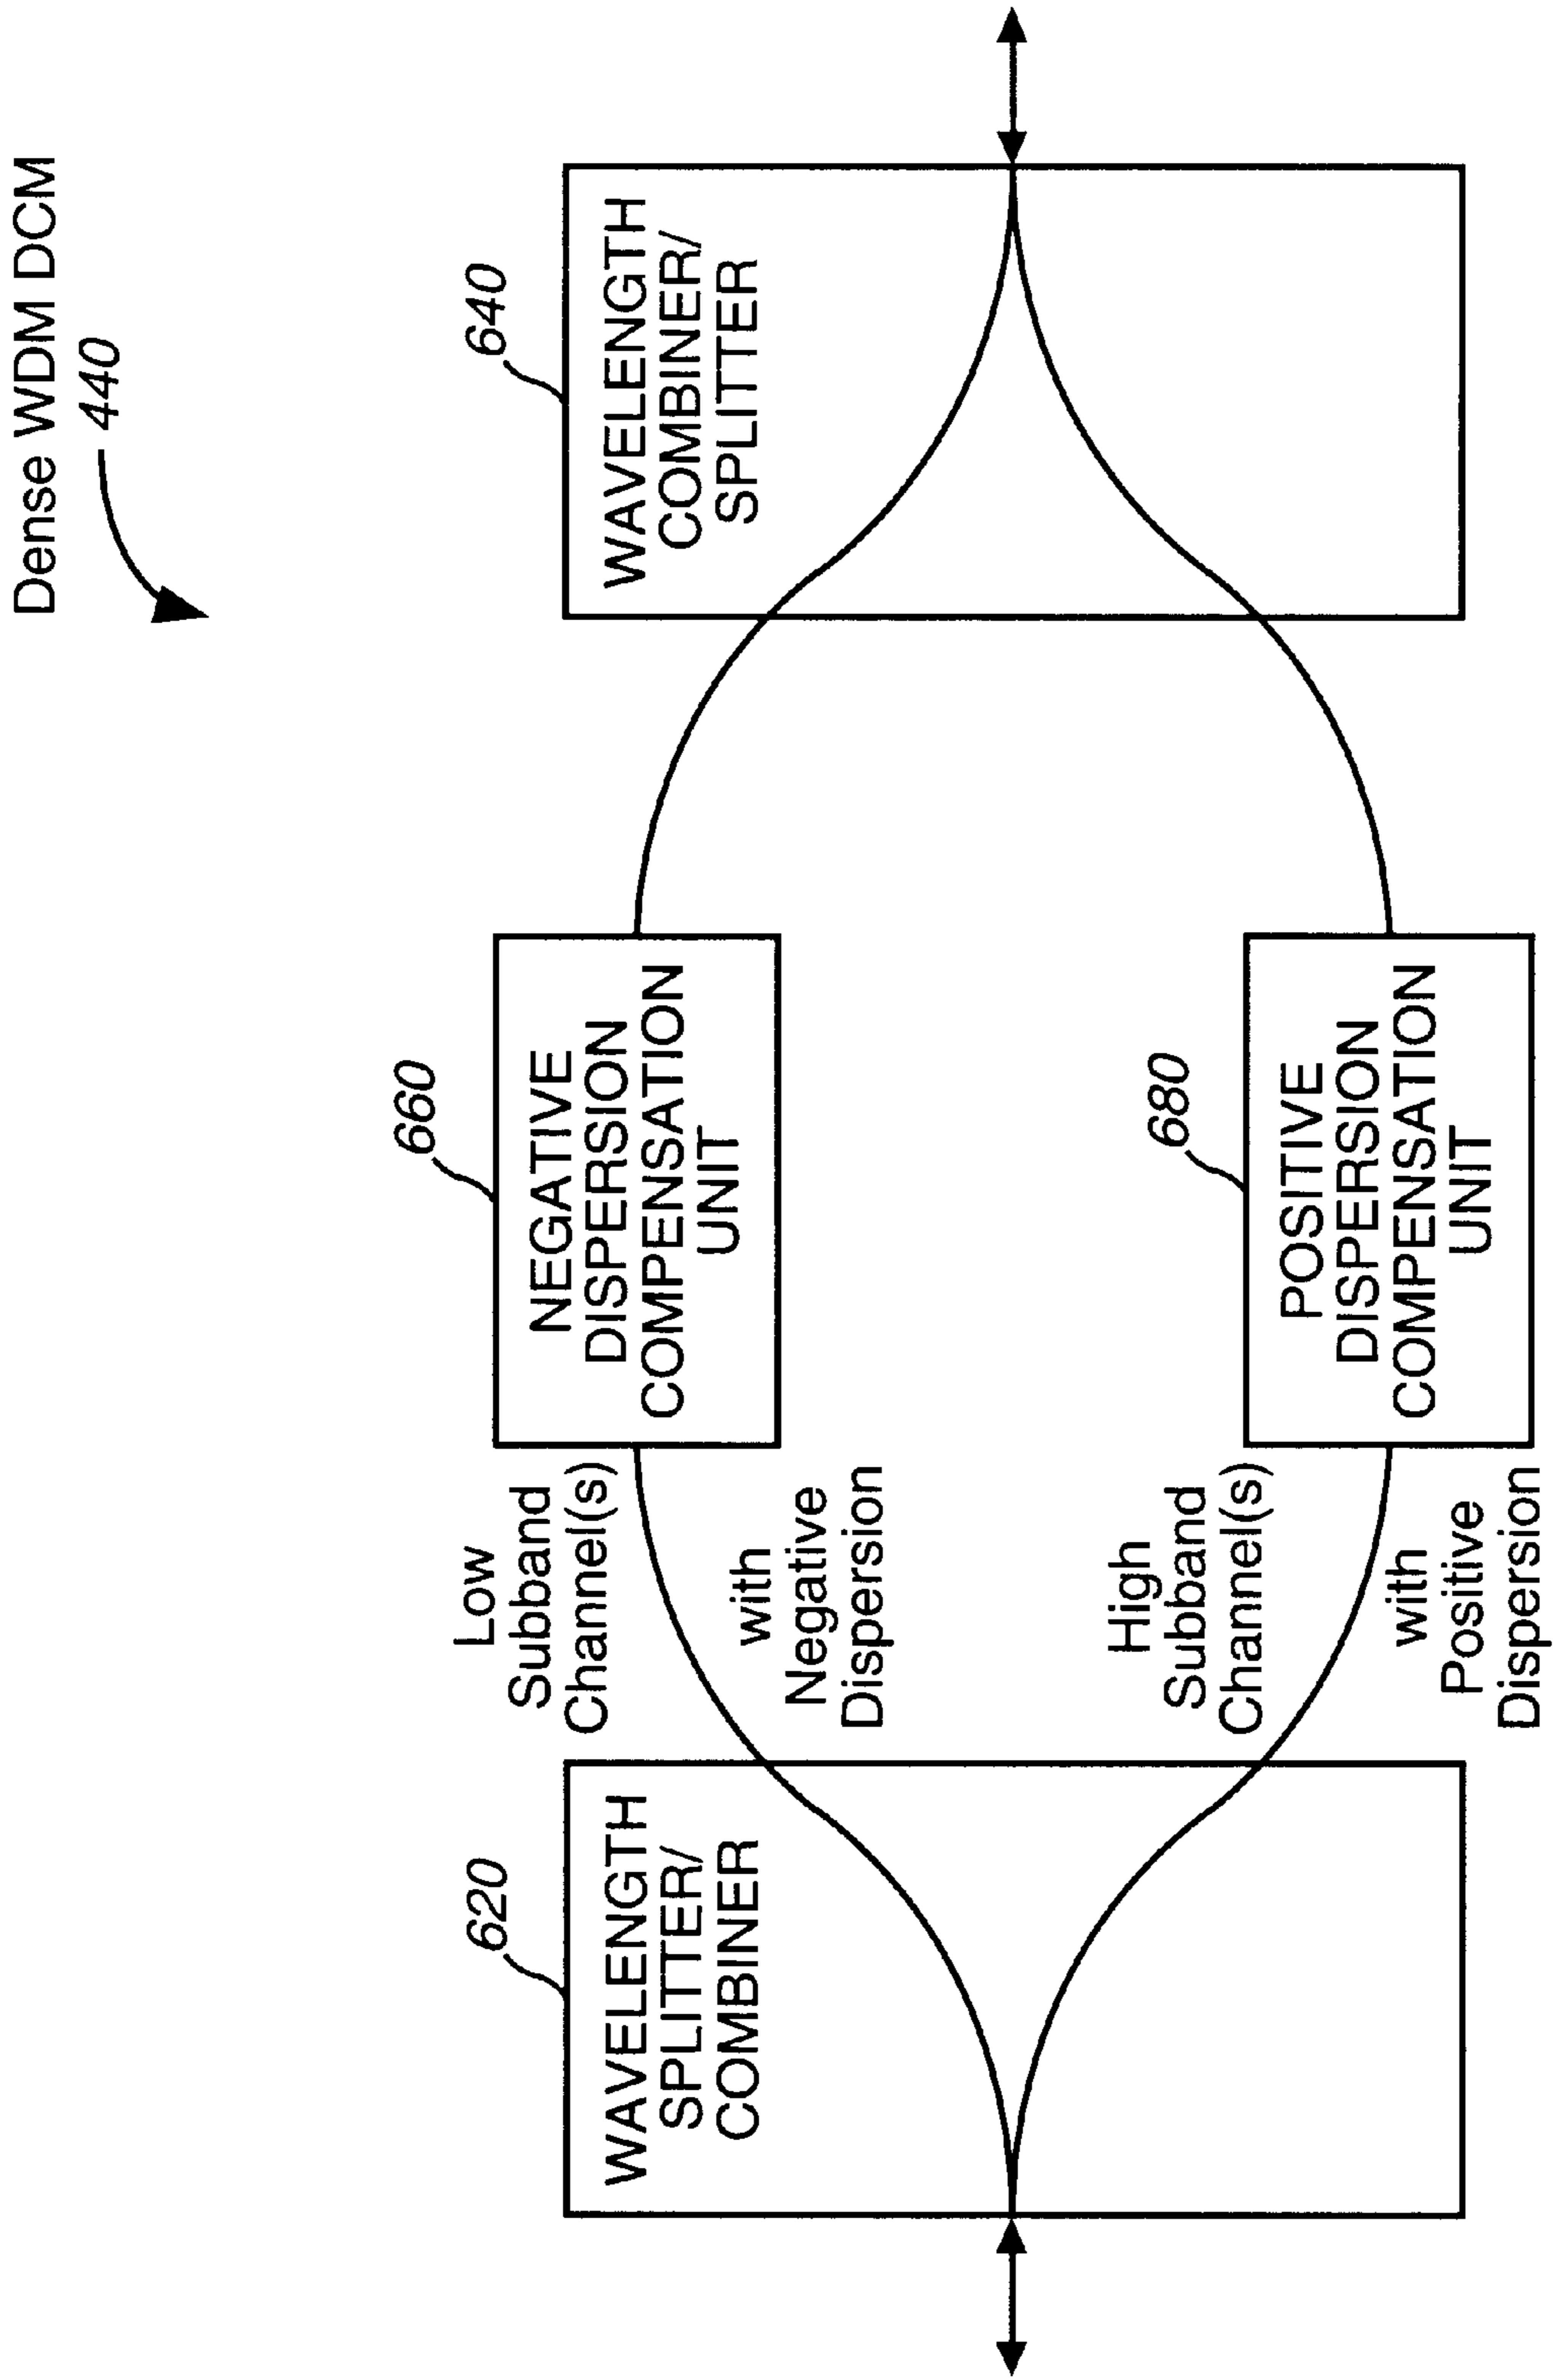 Dense WDM DCM
440
620
WAVELENGTH
SPLITTER/
COMBINER
Low
Subband
Channel(s)
with
Negative
Dispersion
660
NEGATIVE
DISPERSION
COMPENSATION
UNIT
High
Subband
Channel(s)
with
Positive
Dispersion
680
POSITIVE
DISPERSION
COMPENSATION
UNIT
640
WAVELENGTH
COMBINER/
SPLITTER